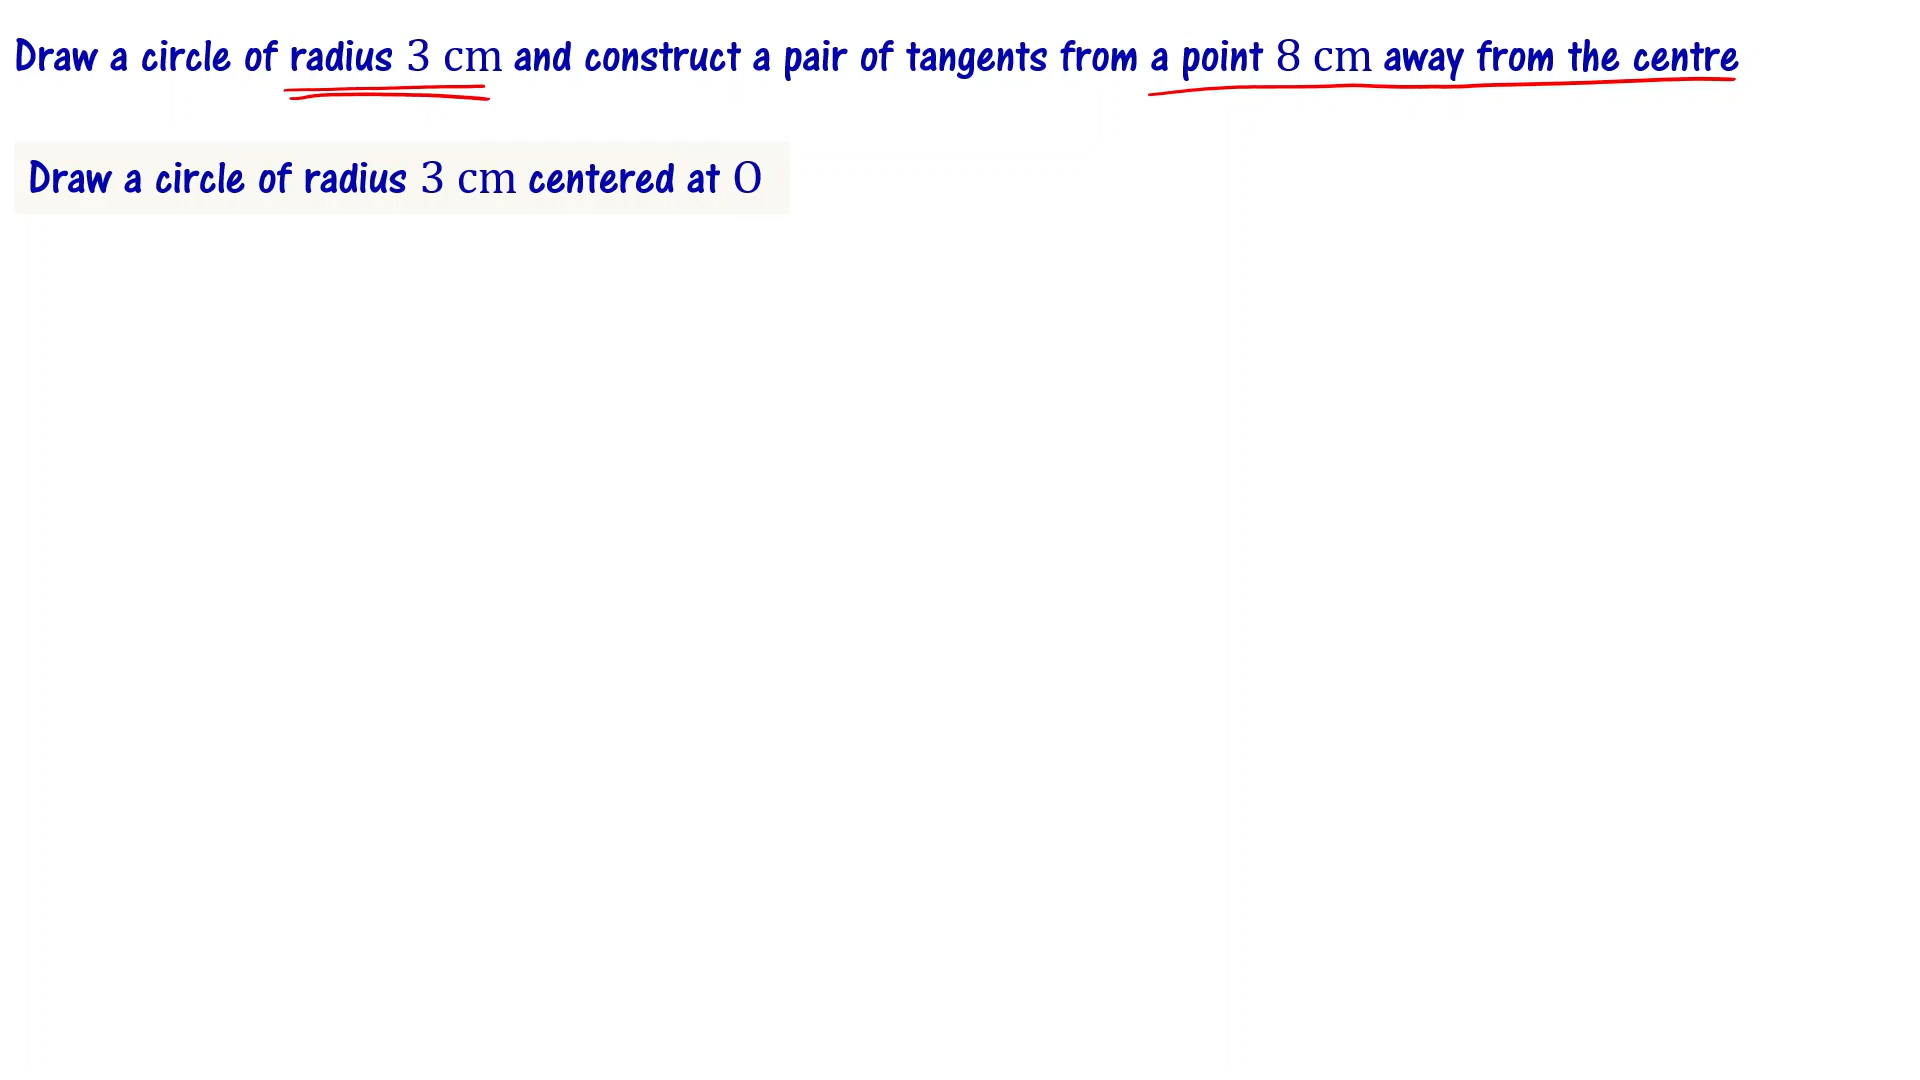 Draw a circle of radius 3 cm and construct a pair of tangents from a point 8 cm away from the centre
Draw a circle of radius 3 cm centered at O